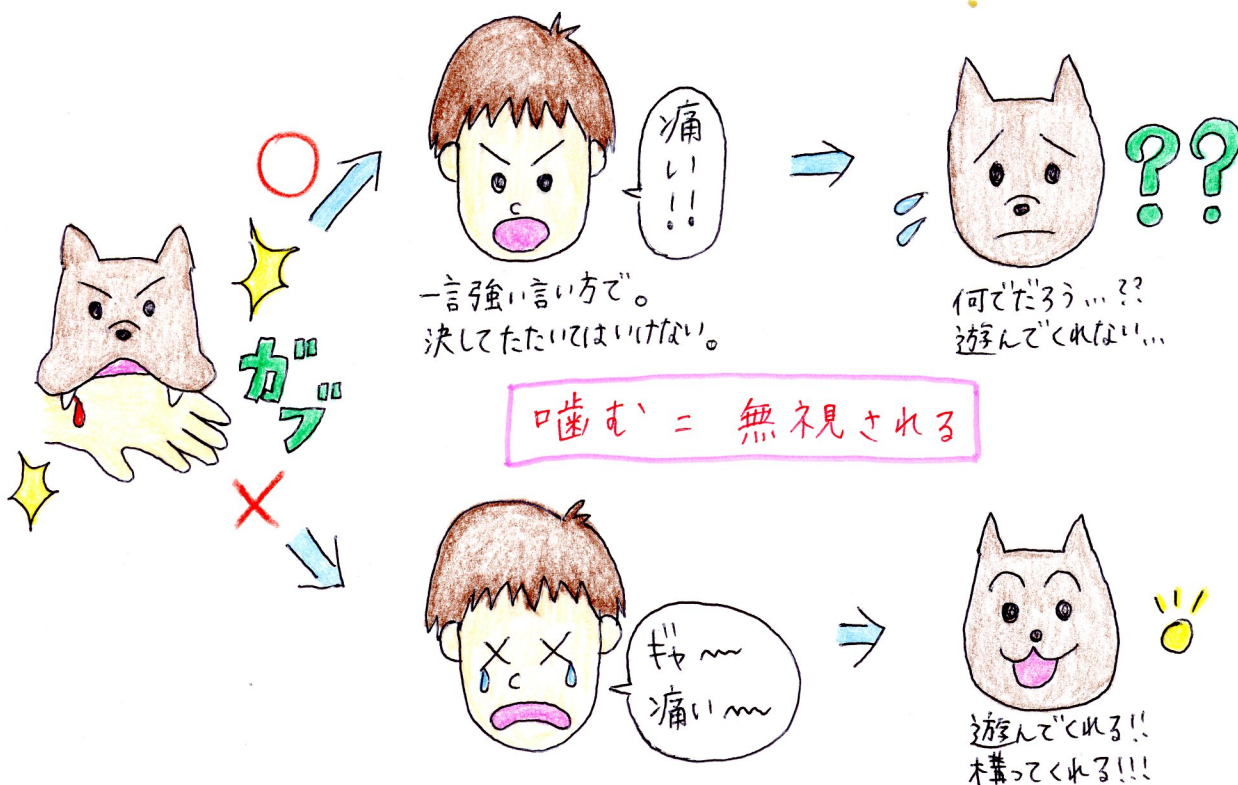 ガブ
痛い!!
一言強い言い方で。
決してたたいてはいけない。
??
何でだろう…??
遊んでくれない…
噛む = 無視される
ギャ〜
痛い〜
遊んでくれる!!
構ってくれる!!!